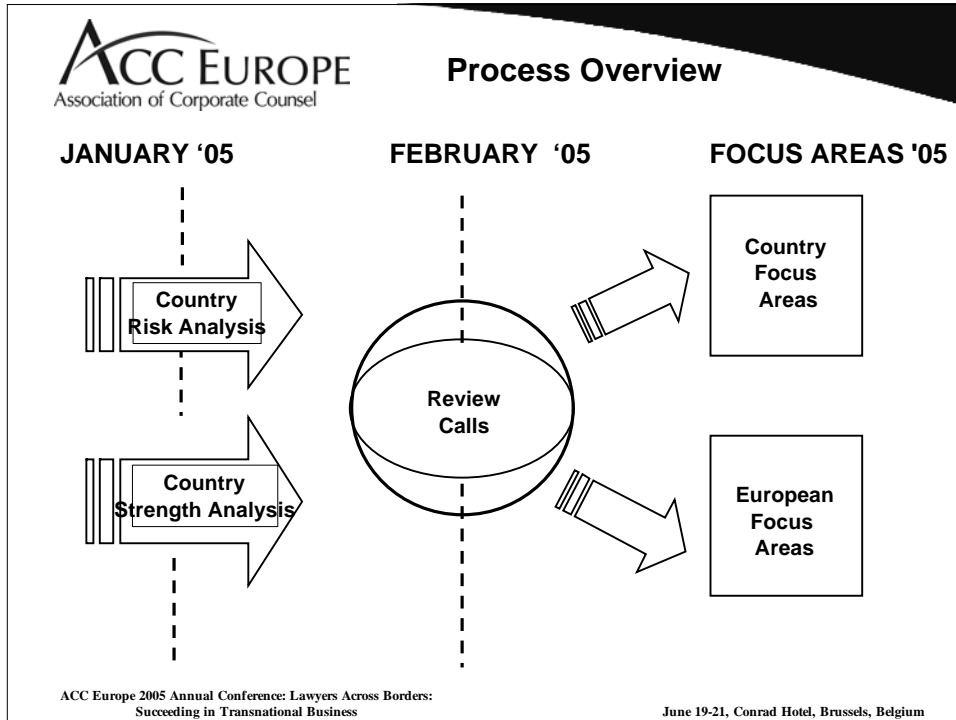 ACC EUROPE
Association of Corporate Counsel
Process Overview
JANUARY ‘05
FEBRUARY ‘05
FOCUS AREAS '05
Country
Risk Analysis
Country
Strength Analysis
Review
Calls
Country
Focus
Areas
European
Focus
Areas
ACC Europe 2005 Annual Conference: Lawyers Across Borders:
Succeeding in Transnational Business
June 19-21, Conrad Hotel, Brussels, Belgium